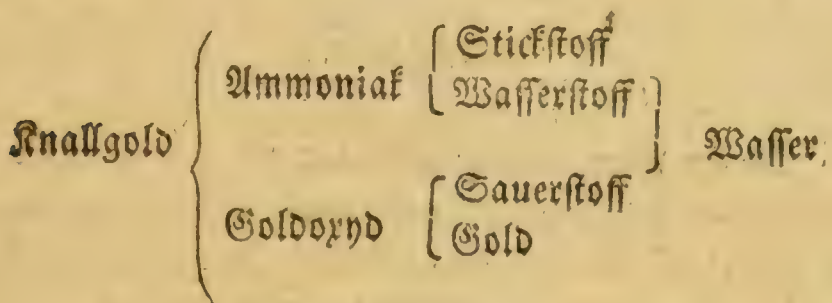 Stickstoff
Ammoniak
Wasserstoff
Knallgold
Wasser
Sauerstoff
Goldoxyd
Gold